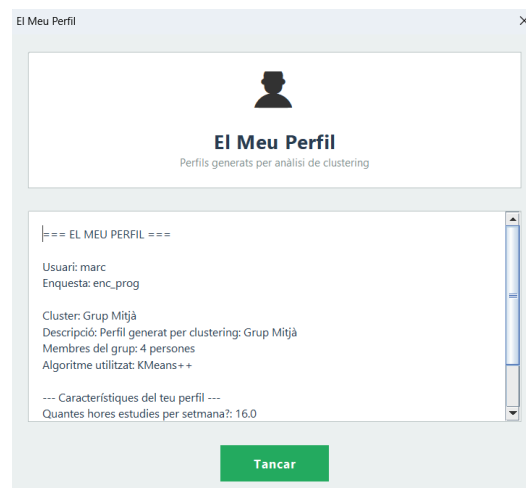 El Meu Perfil
El Meu Perfil
Perfils generats per anàlisi de clustering
=== EL MEU PERFIL ===
Usuari: marc
Enquesta: enc_prog
Cluster: Grup Mitjà
Descripció: Perfil generat per clustering: Grup Mitjà
Membres del grup: 4 persones
Algoritme utilitzat: KMeans++
--- Característiques del teu perfil ---
Quantes hores estudies per setmana?: 16.0
Tancar